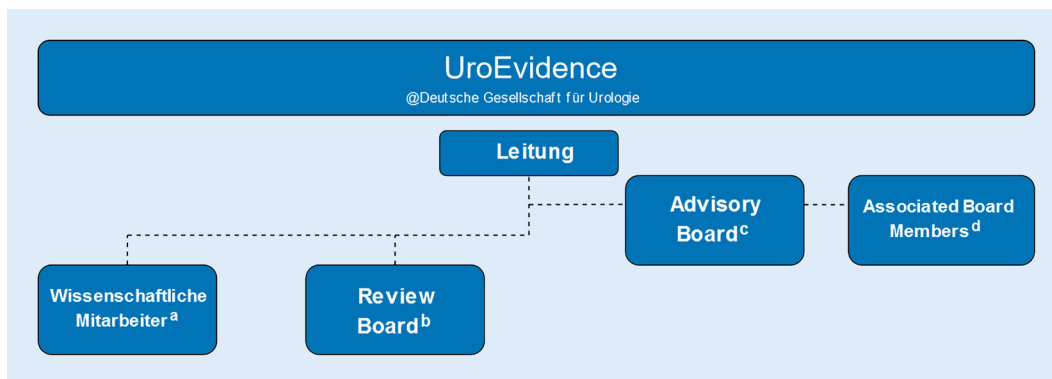 UroEvidence
@Deutsche Gesellschaft für Urologie
Leitung
Advisory
Board c
Associated Board
Members d
Wissenschaftliche
Mitarbeiter a
Review
Board b